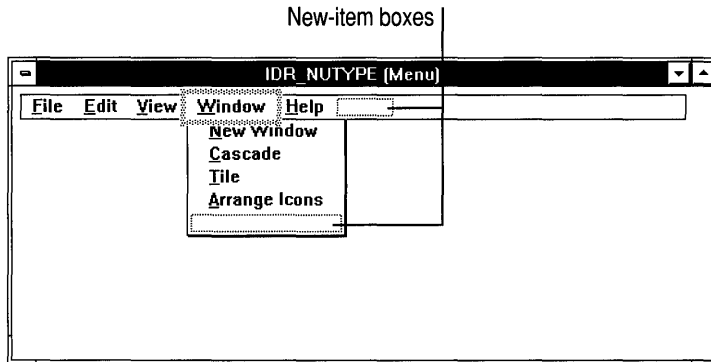 New-item boxes
IDR_NUTYPE (Menu)
File Edit View Window Help
New Window
Cascade
Tile
Arrange Icons